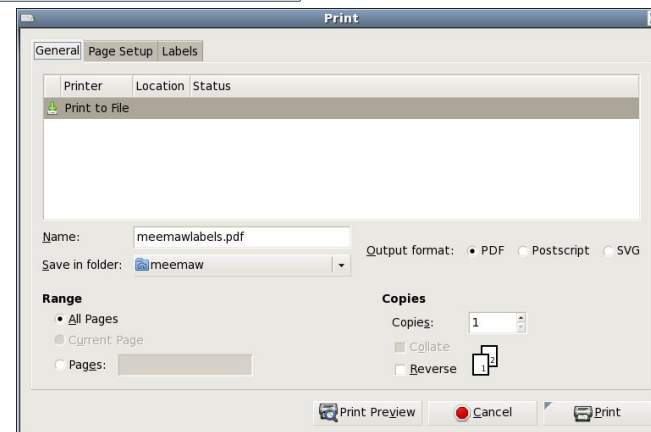 Print
General Page Setup Labels
Printer Location Status
Print to File
Name: meemawlabels.pdf
Save in folder: meemaw
Output format: PDF Postscript SVG
Range
All Pages
Current Page
Pages:
Copies
Copies: 1
Collate
Reverse
1 2
Print Preview Cancel Print